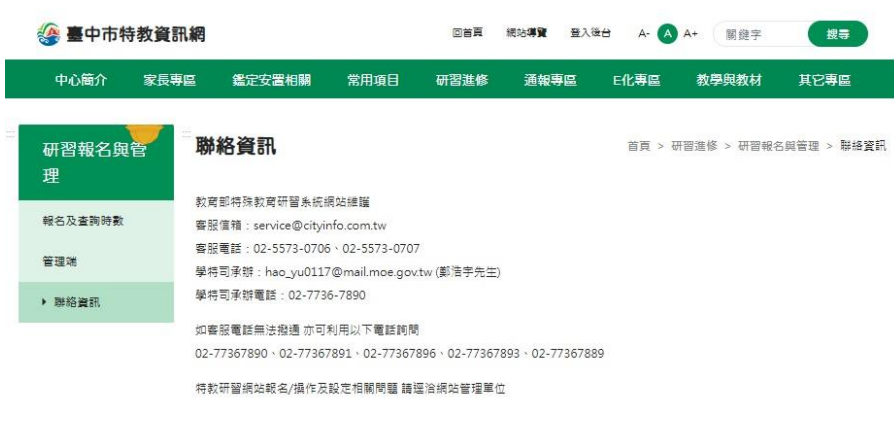 臺中市特教資訊網
回首頁 網站導覽 登入後台 A- A A+ 關鍵字 搜尋
中心簡介 家長專區 鑑定安置相關 常用項目 研習進修 通報專區 E化專區 教學與教材 其它專區
研習報名與管理
報名及查詢時數
管理端
聯絡資訊
聯絡資訊
首頁 > 研習進修 > 研習報名與管理 > 聯絡資訊
教育部特殊教育研習系統網站維護
客服信箱：service@cityinfo.com.tw
客服電話：02-5573-0706、02-5573-0707
學特司承辦：hao_yu0117@mail.moe.gov.tw (鄭浩宇先生)
學特司承辦電話：02-7736-7890
如客服電話無法撥通 亦可利用以下電話詢問
02-77367890、02-77367891、02-77367896、02-77367893、02-77367889
特教研習網站報名/操作及設定相關問題 請逕洽網站管理單位